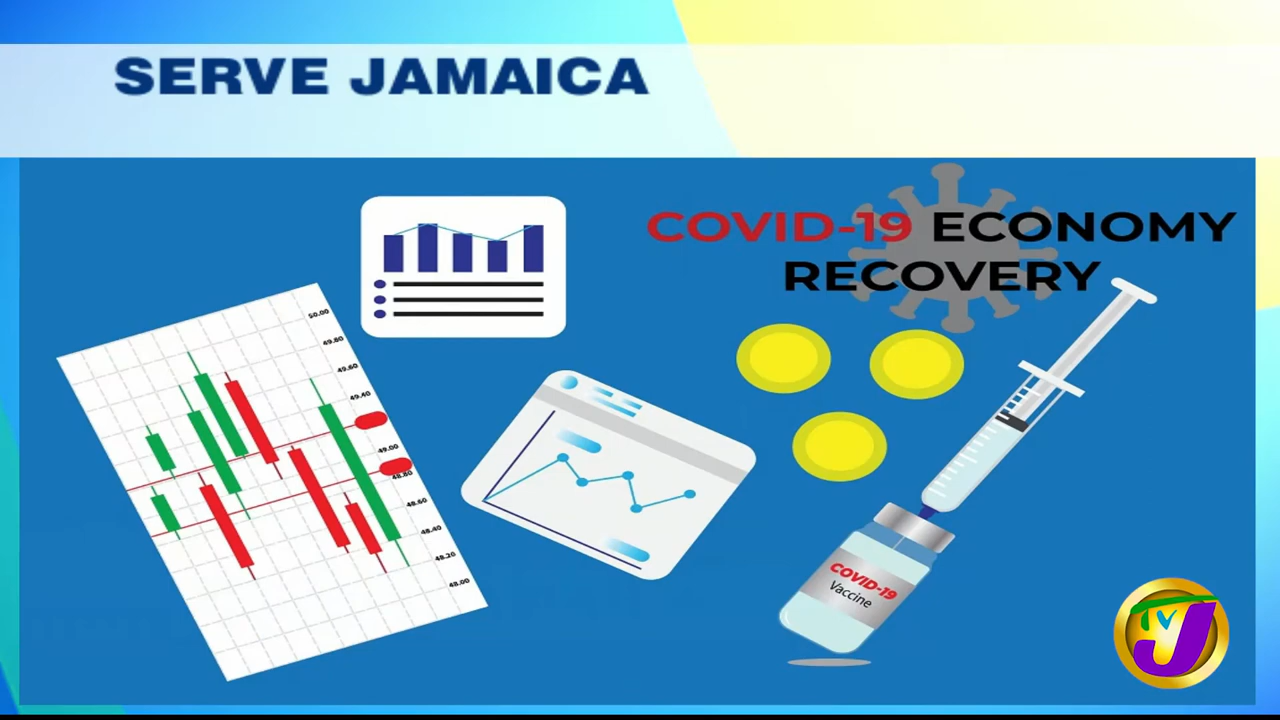 SERVE JAMAICA
COVID-19 ECONOMY
RECOVERY
50.00
49.80
49.60
49.40
49.00
48.80
48.60
48.40
48.20
48.00
COVID-19
Vaccine
TVJ